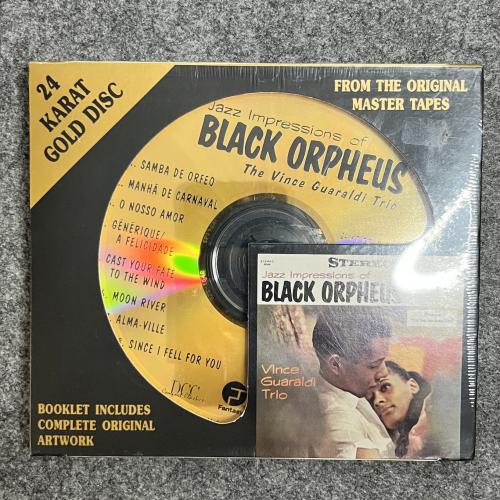 24
KARAT
GOLD DISC
FROM THE ORIGINAL
MASTER TAPES
Jazz Impressions of
BLACK ORPHEUS
The Vince Guaraldi Trio
SAMBA DE ORFEO
MANHÃ DE CARNAVAL
O NOSSO AMOR
GÉNÉRIQUE/
A FELICIDADE
CAST YOUR FATE
TO THE WIND
MOON RIVER
ALMA-VILLE
SINCE I FELL FOR YOU
DCC
Compact Classics
Fantasy
STEREO
Jazz Impressions of
BLACK ORPHEUS
Vince
Guaraldi
Trio
BOOKLET INCLUDES
COMPLETE ORIGINAL
ARTWORK